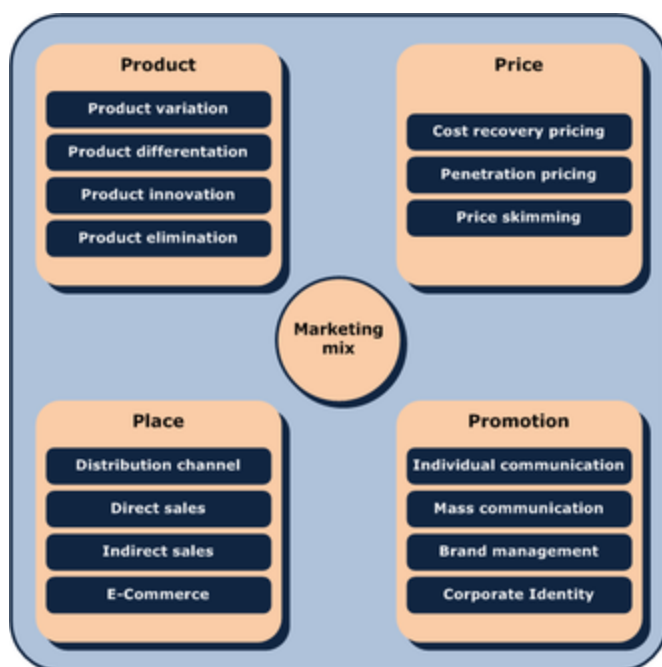 Product
Product variation
Product differentation
Product innovation
Product elimination
Price
Cost recovery pricing
Penetration pricing
Price skimming
Marketing
mix
Place
Distribution channel
Direct sales
Indirect sales
E-Commerce
Promotion
Individual communication
Mass communication
Brand management
Corporate Identity